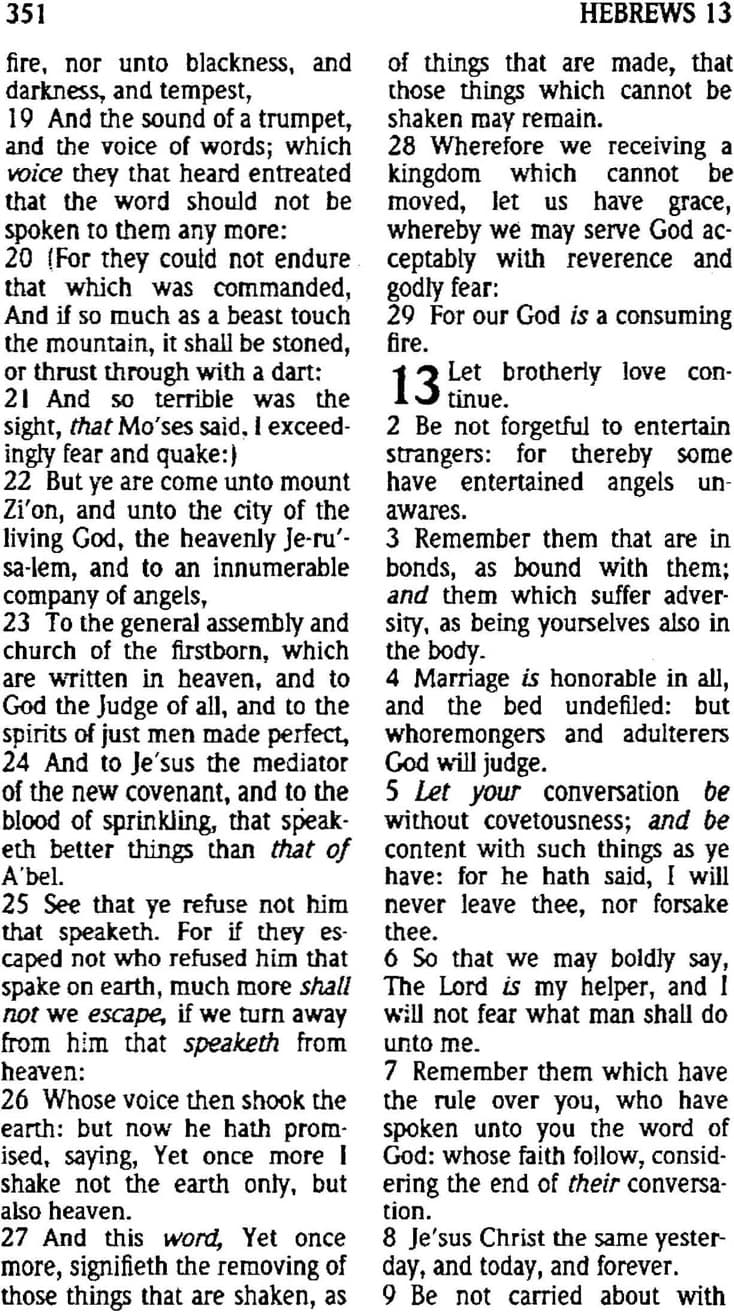 351
HEBREWS 13
fire, nor unto blackness, and
darkness, and tempest,
19 And the sound of a trumpet,
and the voice of words; which
voice they that heard entreated
that the word should not be
spoken to them any more:
20 (For they could not endure
that which was commanded,
And if so much as a beast touch
the mountain, it shall be stoned,
or thrust through with a dart:
21 And so terrible was the
sight, that Mo'ses said, I exceed-
ingly fear and quake:)
22 But ye are come unto mount
Zi'on, and unto the city of the
living God, the heavenly Je-ru'-
sa-lem, and to an innumerable
company of angels,
23 To the general assembly and
church of the firstborn, which
are written in heaven, and to
God the Judge of all, and to the
spirits of just men made perfect,
24 And to Je'sus the mediator
of the new covenant, and to the
blood of sprinkling, that speak-
eth better things than that of
A'bel.
25 See that ye refuse not him
that speaketh. For if they es-
caped not who refused him that
spake on earth, much more shall
not we escape, if we turn away
from him that speaketh from
heaven:
26 Whose voice then shook the
earth: but now he hath prom-
ised, saying, Yet once more I
shake not the earth only, but
also heaven.
27 And this word, Yet once
more, signifieth the removing of
those things that are shaken, as
of things that are made, that
those things which cannot be
shaken may remain.
28 Wherefore we receiving a
kingdom which cannot be
moved, let us have grace,
whereby we may serve God ac-
ceptably with reverence and
godly fear:
29 For our God is a consuming
fire.
13 Let brotherly love con-
tinue.
2 Be not forgetful to entertain
strangers: for thereby some
have entertained angels un-
awares.
3 Remember them that are in
bonds, as bound with them;
and them which suffer adver-
sity, as being yourselves also in
the body.
4 Marriage is honorable in all,
and the bed undefiled: but
whoremongers and adulterers
God will judge.
5 Let your conversation be
without covetousness; and be
content with such things as ye
have: for he hath said, I will
never leave thee, nor forsake
thee.
6 So that we may boldly say,
The Lord is my helper, and I
will not fear what man shall do
unto me.
7 Remember them which have
the rule over you, who have
spoken unto you the word of
God: whose faith follow, consid-
ering the end of their conversa-
tion.
8 Je'sus Christ the same yester-
day, and today, and forever.
9 Be not carried about with